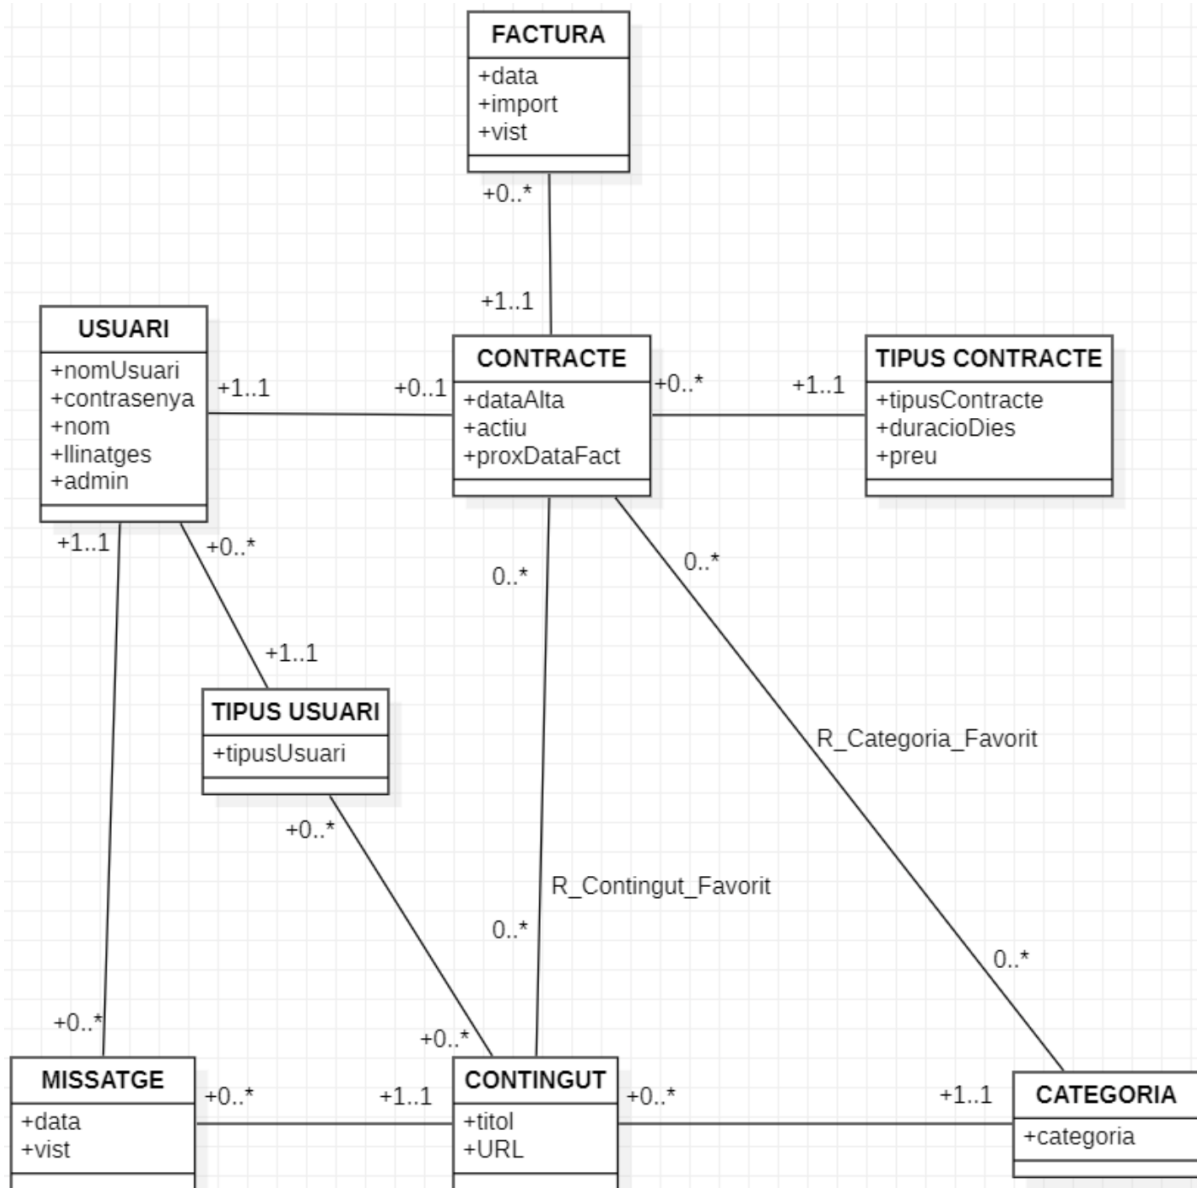 FACTURA
+data
+import
+vist
+0..*
+1..1
USUARI
+nomUsuari
+contrasenya
+nom
+llinatges
+admin
+1..1
+0..1
CONTRACTE
+dataAlta
+actiu
+proxDataFact
+0..*
+1..1
TIPUS CONTRACTE
+tipusContracte
+duracioDies
+preu
+1..1
+0..*
0..*
0..*
+1..1
TIPUS USUARI
+tipusUsuari
R_Categoria_Favorit
+0..*
R_Contingut_Favorit
0..*
0..*
+0..*
+0..*
MISSATGE
+data
+vist
+0..*
+1..1
CONTINGUT
+titol
+URL
+0..*
+1..1
CATEGORIA
+categoria